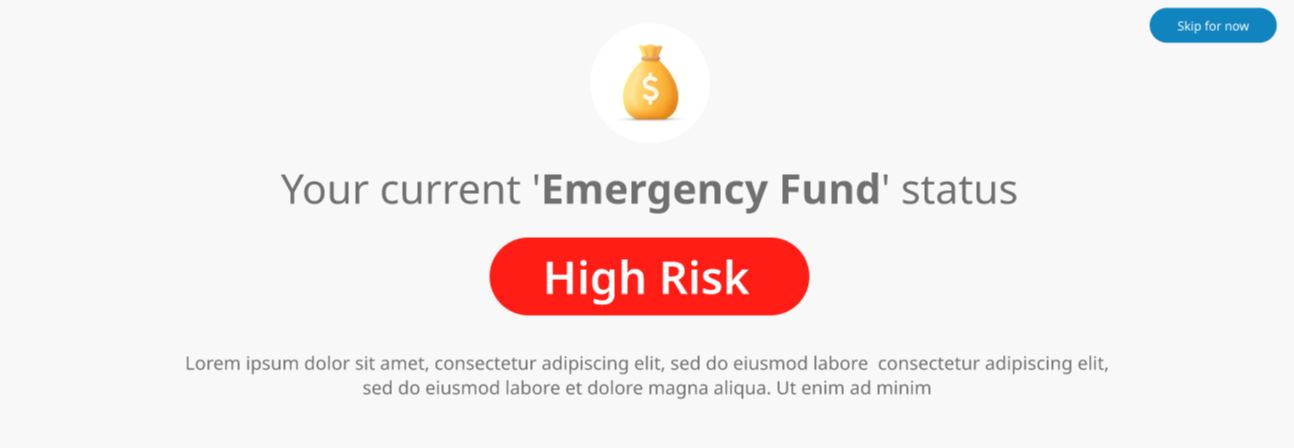 Skip for now
$
Your current 'Emergency Fund' status
High Risk
Lorem ipsum dolor sit amet, consectetur adipiscing elit, sed do eiusmod labore  consectetur adipiscing elit,
sed do eiusmod labore et dolore magna aliqua. Ut enim ad minim